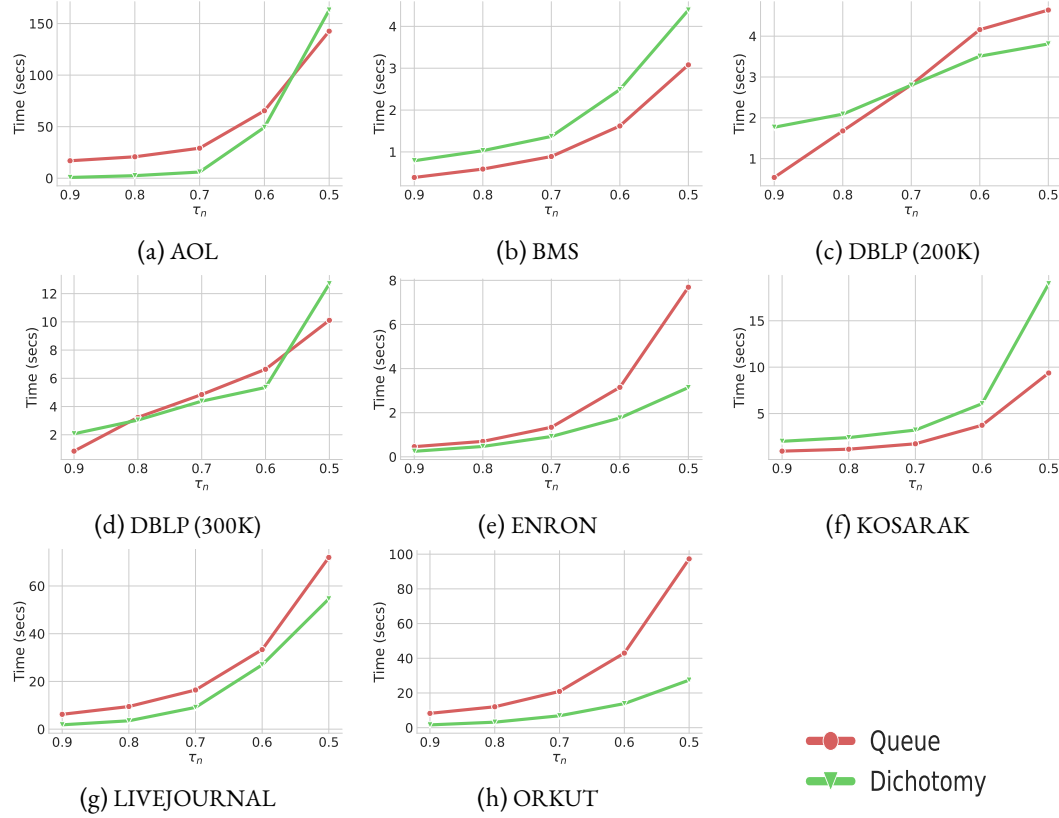 Time (secs)
150
100
50
0
0.9 0.8 0.7 0.6 0.5
τn
(a) AOL
Time (secs)
4
3
2
1
0.9 0.8 0.7 0.6 0.5
τn
(b) BMS
Time (secs)
4
3
2
1
0.9 0.8 0.7 0.6 0.5
τn
(c) DBLP (200K)
Time (secs)
12
10
8
6
4
2
0.9 0.8 0.7 0.6 0.5
τn
(d) DBLP (300K)
Time (secs)
8
6
4
2
0
0.9 0.8 0.7 0.6 0.5
τn
(e) ENRON
Time (secs)
15
10
5
0.9 0.8 0.7 0.6 0.5
τn
(f) KOSARAK
Time (secs)
60
40
20
0
0.9 0.8 0.7 0.6 0.5
τn
(g) LIVEJOURNAL
Time (secs)
100
80
60
40
20
0
0.9 0.8 0.7 0.6 0.5
τn
(h) ORKUT
Queue
Dichotomy